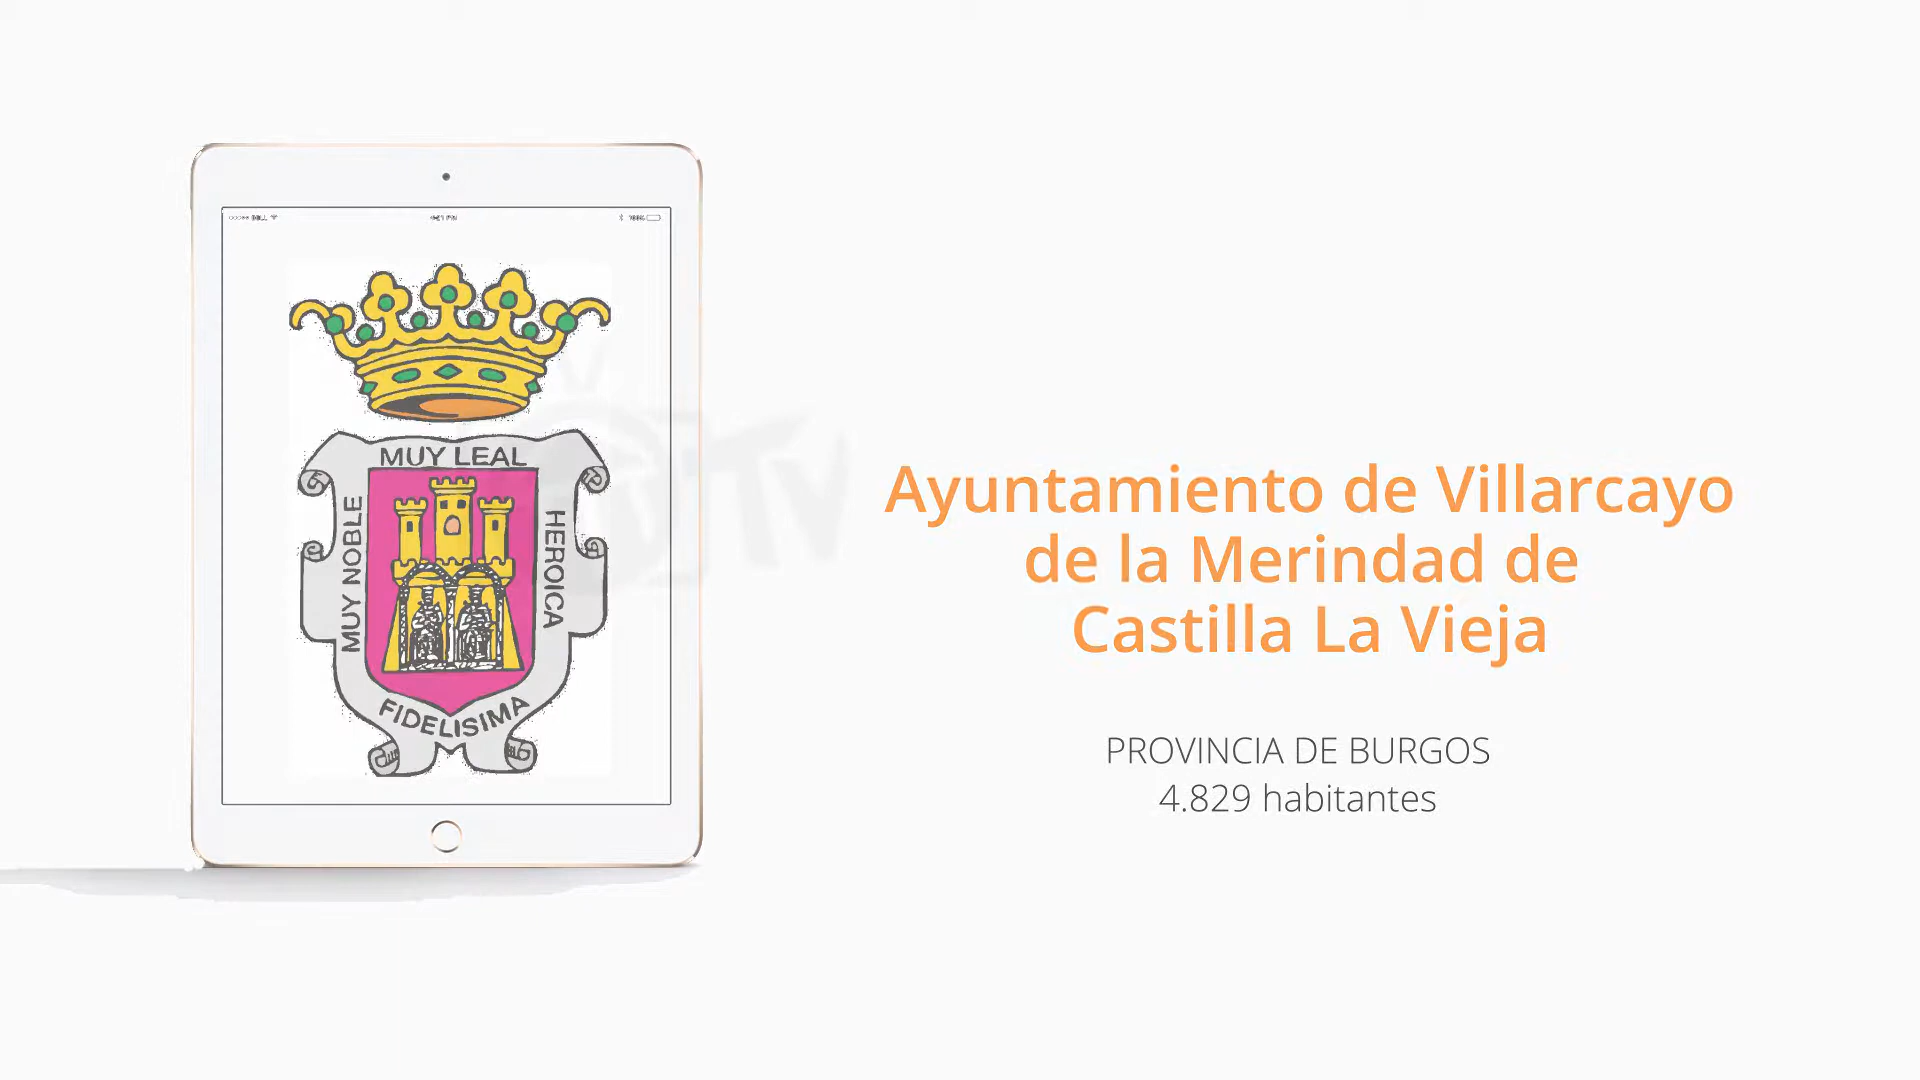 MUY LEAL
MUY NOBLE
HEROICA
FIDELISIMA
Ayuntamiento de Villarcayo
de la Merindad de
Castilla La Vieja
PROVINCIA DE BURGOS
4.829 habitantes